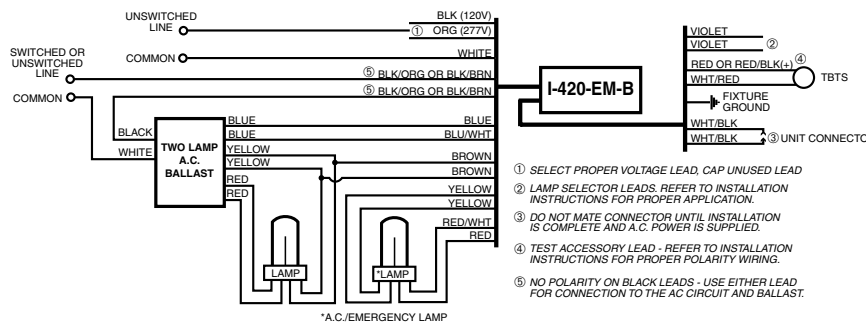 UNSWITCHED
LINE
BLK (120V)
① ORG (277V)
COMMON
WHITE
SWITCHED OR
UNSWITCHED
LINE
⑤ BLK/ORG OR BLK/BRN
COMMON
⑤ BLK/ORG OR BLK/BRN
BLACK
WHITE
TWO LAMP
A.C.
BALLAST
BLUE
BLUE
YELLOW
YELLOW
RED
RED
BLUE
BLU/WHT
BROWN
BROWN
YELLOW
YELLOW
RED/WHT
RED
LAMP
*LAMP
*A.C./EMERGENCY LAMP
I-420-EM-B
VIOLET
VIOLET
②
RED OR RED/BLK(+)
④
WHT/RED
TBTS
FIXTURE
GROUND
WHT/BLK
WHT/BLK
③ UNIT CONNECTO
① SELECT PROPER VOLTAGE LEAD, CAP UNUSED LEAD
② LAMP SELECTOR LEADS. REFER TO INSTALLATION
INSTRUCTIONS FOR PROPER APPLICATION.
③ DO NOT MATE CONNECTOR UNTIL INSTALLATION
IS COMPLETE AND A.C. POWER IS SUPPLIED.
④ TEST ACCESSORY LEAD - REFER TO INSTALLATION
INSTRUCTIONS FOR PROPER POLARITY WIRING.
⑤ NO POLARITY ON BLACK LEADS - USE EITHER LEAD
FOR CONNECTION TO THE AC CIRCUIT AND BALLAST.